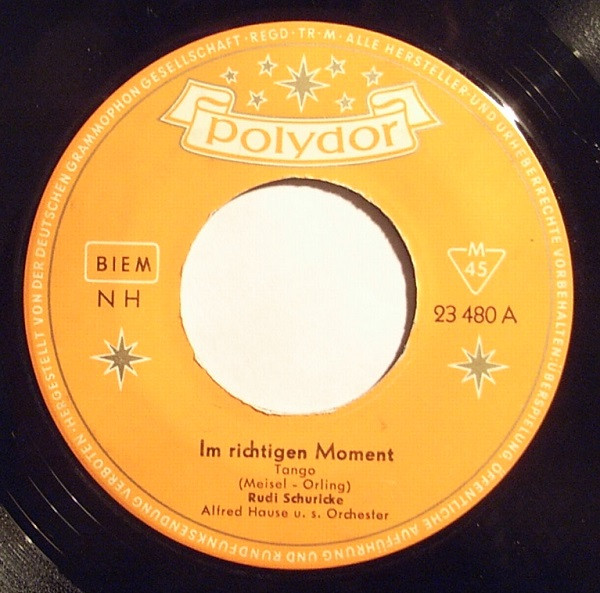 HERGESTELLT VON DER DEUTSCHEN GRAMMOPHON GESELLSCHAFT · REGD · TR · M · ALLE HERSTELLER- UND URHEBERRECHTE VORBEHALTEN · ÜBERSPIELUNG, ÖFFENTLICHE AUFFÜHRUNG UND RUNDFUNKSENDUNG VERBOTEN ·
Polydor
BIEM
NH
M
45
23 480 A
Im richtigen Moment
Tango
(Meisel - Orling)
Rudi Schuricke
Alfred Hause u. s. Orchester